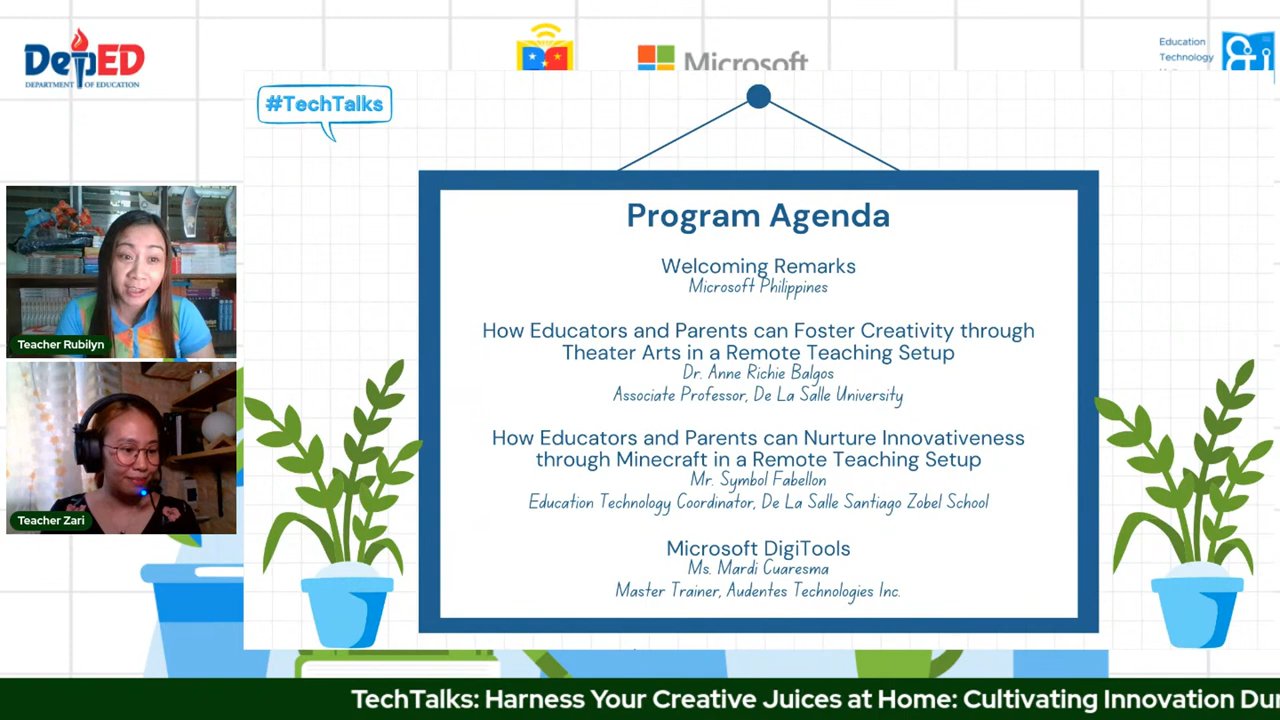 DepED
DEPARTMENT OF EDUCATION
Microsoft
Education
Technology
#TechTalks
Program Agenda
Welcoming Remarks
Microsoft Philippines
How Educators and Parents can Foster Creativity through
Theater Arts in a Remote Teaching Setup
Dr. Anne Richie Balgos
Associate Professor, De La Salle University
How Educators and Parents can Nurture Innovativeness
through Minecraft in a Remote Teaching Setup
Mr. Symbol Fabellon
Education Technology Coordinator, De La Salle Santiago Zobel School
Microsoft DigiTools
Ms. Mardi Cuaresma
Master Trainer, Audentes Technologies Inc.
Teacher Rubilyn
Teacher Zari
TechTalks: Harness Your Creative Juices at Home: Cultivating Innovation Du